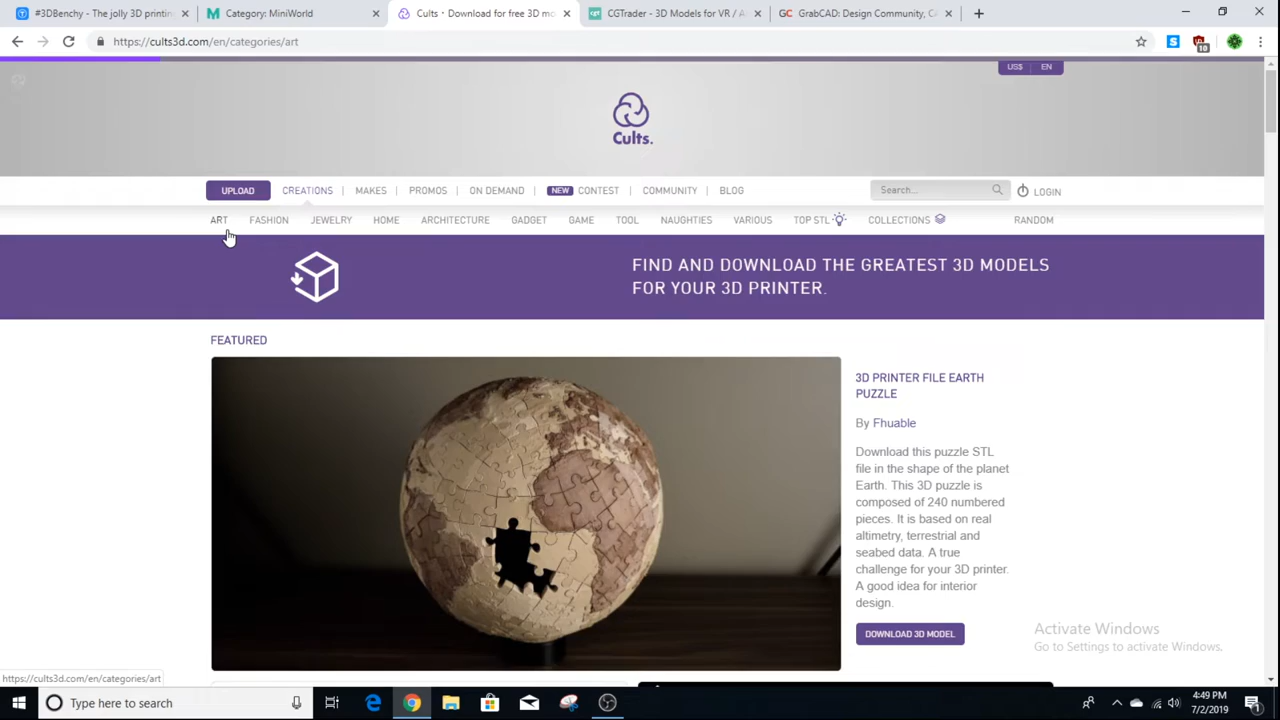 #3DBenchy - The jolly 3D printin
Category: MiniWorld
Cults · Download for free 3D mo
CGTrader - 3D Models for VR / A
GrabCAD: Design Community, CA
https://cults3d.com/en/categories/art
10
US$ EN
Cults.
UPLOAD CREATIONS MAKES PROMOS ON DEMAND NEW CONTEST COMMUNITY BLOG Search... LOGIN
ART FASHION JEWELRY HOME ARCHITECTURE GADGET GAME TOOL NAUGHTIES VARIOUS TOP STL COLLECTIONS RANDOM
FIND AND DOWNLOAD THE GREATEST 3D MODELS
FOR YOUR 3D PRINTER.
FEATURED
3D PRINTER FILE EARTH
PUZZLE
By Fhuable
Download this puzzle STL
file in the shape of the planet
Earth. This 3D puzzle is
composed of 240 numbered
pieces. It is based on real
altimetry, terrestrial and
seabed data. A true
challenge for your 3D printer.
A good idea for interior
design.
DOWNLOAD 3D MODEL
Activate Windows
Go to Settings to activate Windows.
https://cults3d.com/en/categories/art
Type here to search
4:49 PM
7/2/2019
1